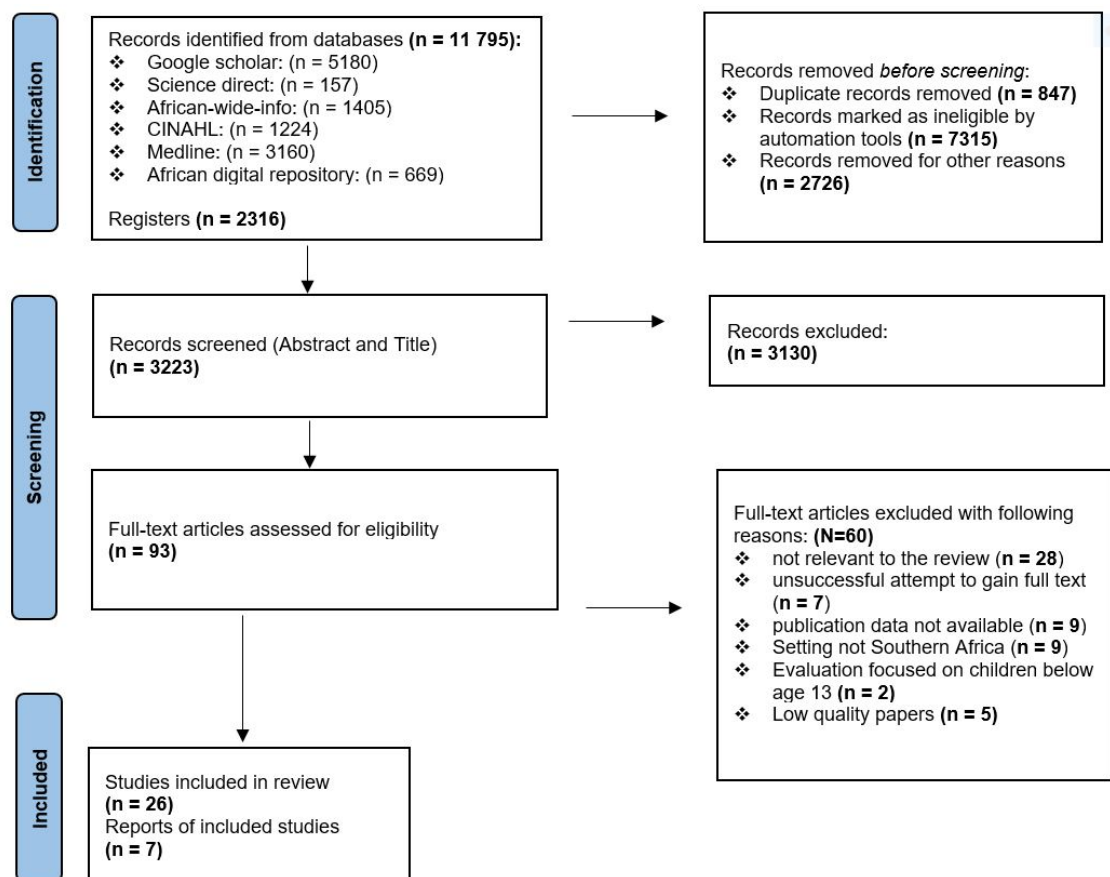 Identification
Records identified from databases (n = 11 795):
❖ Google scholar: (n = 5180)
❖ Science direct: (n = 157)
❖ African-wide-info: (n = 1405)
❖ CINAHL: (n = 1224)
❖ Medline: (n = 3160)
❖ African digital repository: (n = 669)
Registers (n = 2316)
Records removed before screening:
❖ Duplicate records removed (n = 847)
❖ Records marked as ineligible by
automation tools (n = 7315)
❖ Records removed for other reasons
(n = 2726)
Screening
Records screened (Abstract and Title)
(n = 3223)
Records excluded:
(n = 3130)
Full-text articles assessed for eligibility
(n = 93)
Full-text articles excluded with following
reasons: (N=60)
❖ not relevant to the review (n = 28)
❖ unsuccessful attempt to gain full text
(n = 7)
❖ publication data not available (n = 9)
❖ Setting not Southern Africa (n = 9)
❖ Evaluation focused on children below
age 13 (n = 2)
❖ Low quality papers (n = 5)
Included
Studies included in review
(n = 26)
Reports of included studies
(n = 7)